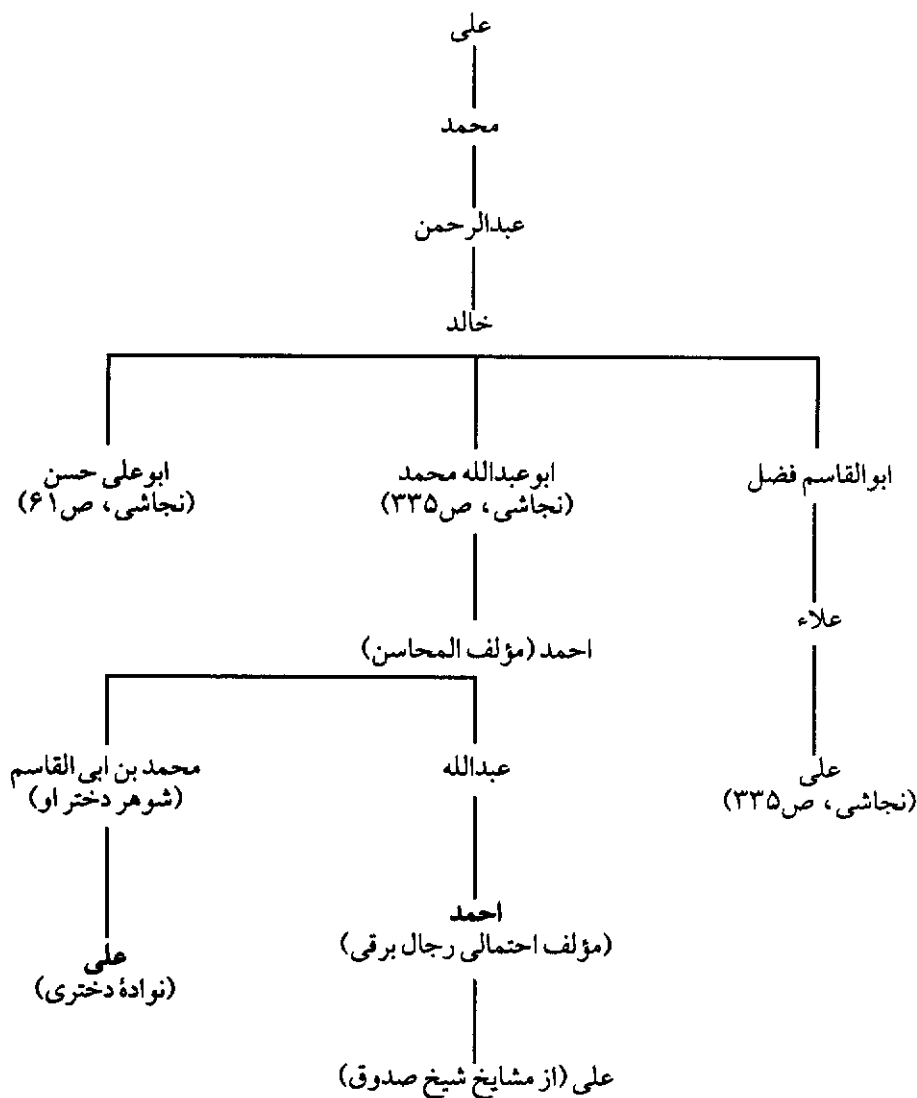 علی
محمد
عبدالرحمن
خالد
ابوالقاسم فضل
ابوعبدالله محمد
(نجاشی، ص۳۳۵)
ابوعلی حسن
(نجاشی، ص۶۱)
علاء
احمد (مؤلف المحاسن)
علی
(نجاشی، ص۳۳۵)
عبدالله
محمد بن ابی القاسم
(شوهر دختر او)
احمد
(مؤلف احتمالی رجال برقی)
علی
(نوادهٔ دختری)
علی (از مشایخ شیخ صدوق)